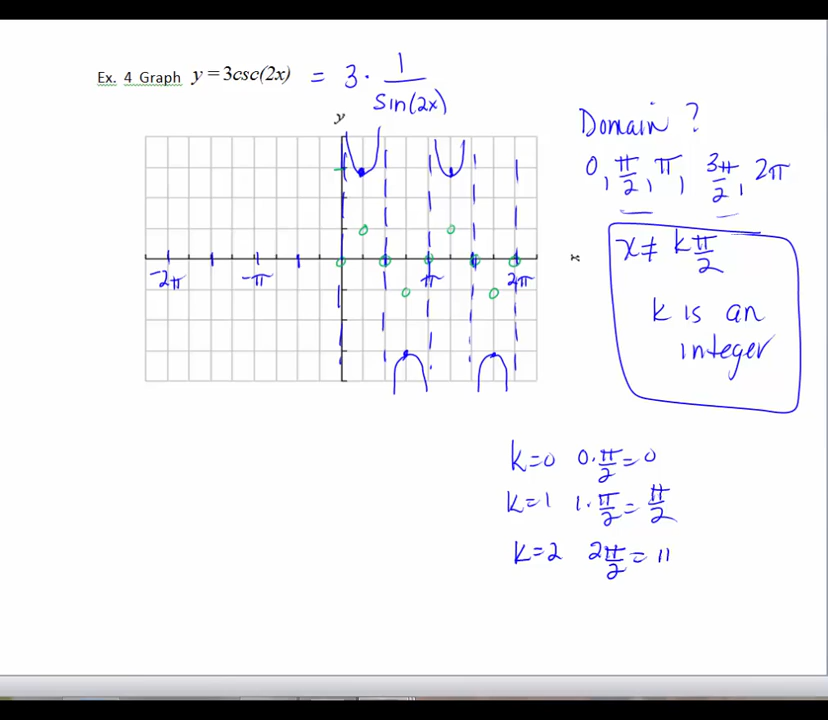 Ex. 4 Graph y = 3csc(2x) = 3 · 1/sin(2x)
y
Domain ?
0, π/2, π, 3π/2, 2π
x ≠ kπ/2
k is an
integer
x
-2π -π π 2π
k=0 0·π/2=0
k=1 1·π/2=π/2
k=2 2π/2=π